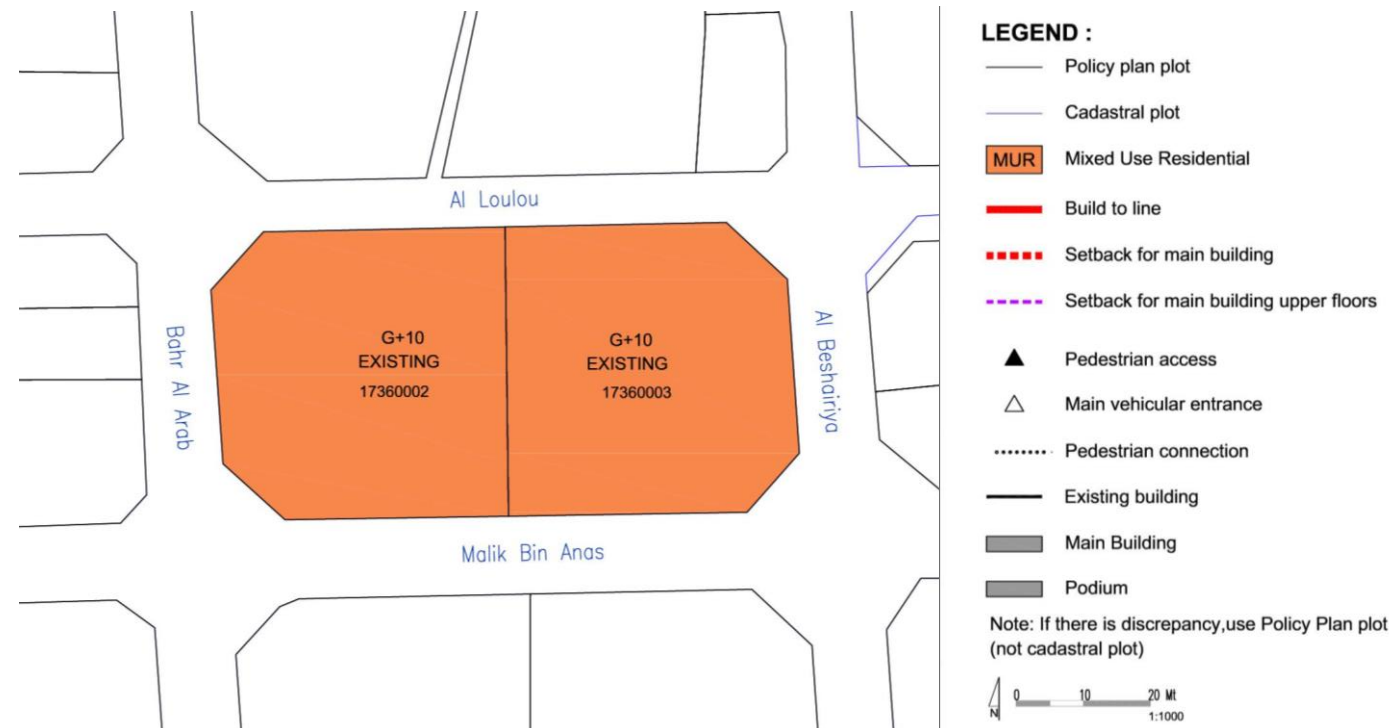 Al Loulou
Bahr Al Arab
G+10
EXISTING
17360002
G+10
EXISTING
17360003
Al Beshairiya
Malik Bin Anas
LEGEND :
Policy plan plot
Cadastral plot
MUR Mixed Use Residential
Build to line
Setback for main building
Setback for main building upper floors
Pedestrian access
Main vehicular entrance
Pedestrian connection
Existing building
Main Building
Podium
Note: If there is discrepancy,use Policy Plan plot
(not cadastral plot)
N 0 10 20 Mt
1:1000